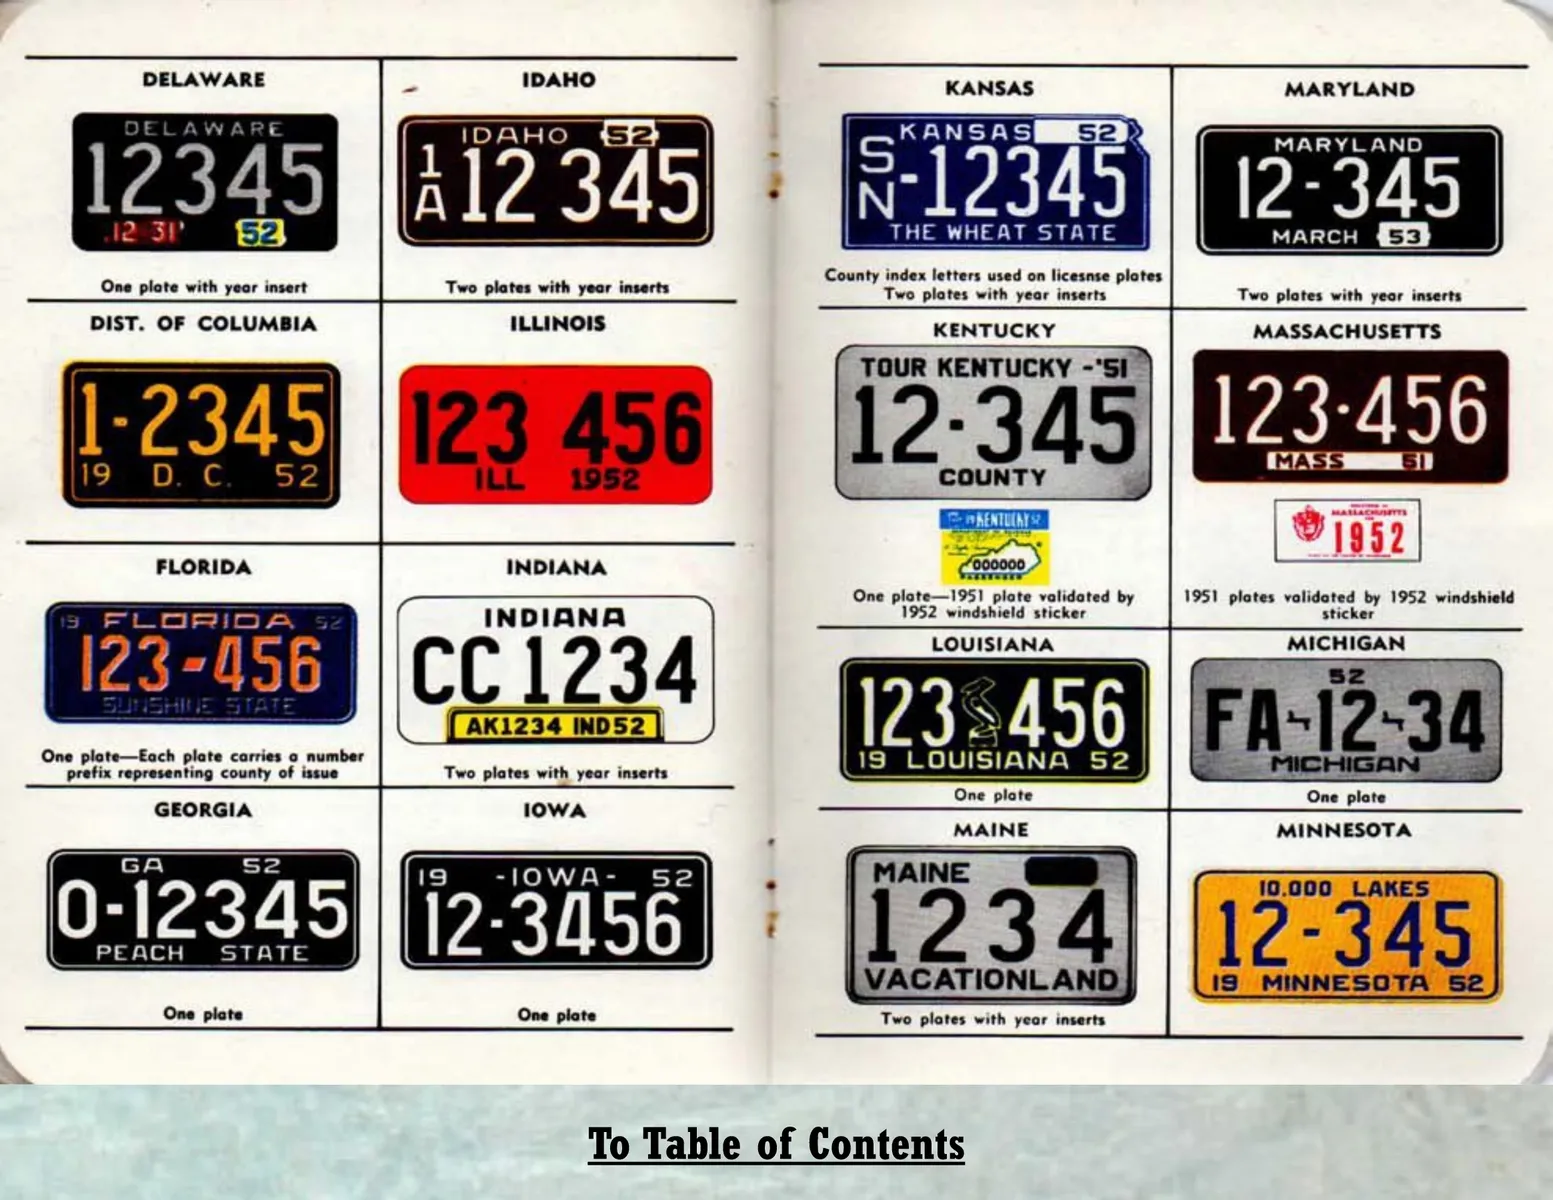 DELAWARE
DELAWARE
12345
12 31 52
One plate with year insert
IDAHO
IDAHO 52
1
A 12 345
Two plates with year inserts
DIST. OF COLUMBIA
1-2345
19 D. C. 52
ILLINOIS
123 456
ILL 1952
FLORIDA
19 FLORIDA 52
123-456
SUNSHINE STATE
One plate—Each plate carries a number
prefix representing county of issue
INDIANA
INDIANA
CC 1234
AK1234 IND 52
Two plates with year inserts
GEORGIA
GA 52
0-12345
PEACH STATE
One plate
IOWA
19 -IOWA- 52
12-3456
One plate
KANSAS
KANSAS 52
S
N -12345
THE WHEAT STATE
County index letters used on licesnse plates
Two plates with year inserts
MARYLAND
MARYLAND
12-345
MARCH 53
Two plates with year inserts
KENTUCKY
TOUR KENTUCKY -'51
12·345
COUNTY
19 KENTUCKY 52
000000
PASSENGER
One plate—1951 plate validated by
1952 windshield sticker
MASSACHUSETTS
123·456
MASS 51
MASSACHUSETTS
1952
1951 plates validated by 1952 windshield
sticker
LOUISIANA
123 456
19 LOUISIANA 52
One plate
MICHIGAN
52
FA-12-34
MICHIGAN
One plate
MAINE
MAINE
1234
VACATIONLAND
Two plates with year inserts
MINNESOTA
10.000 LAKES
12-345
19 MINNESOTA 52
To Table of Contents